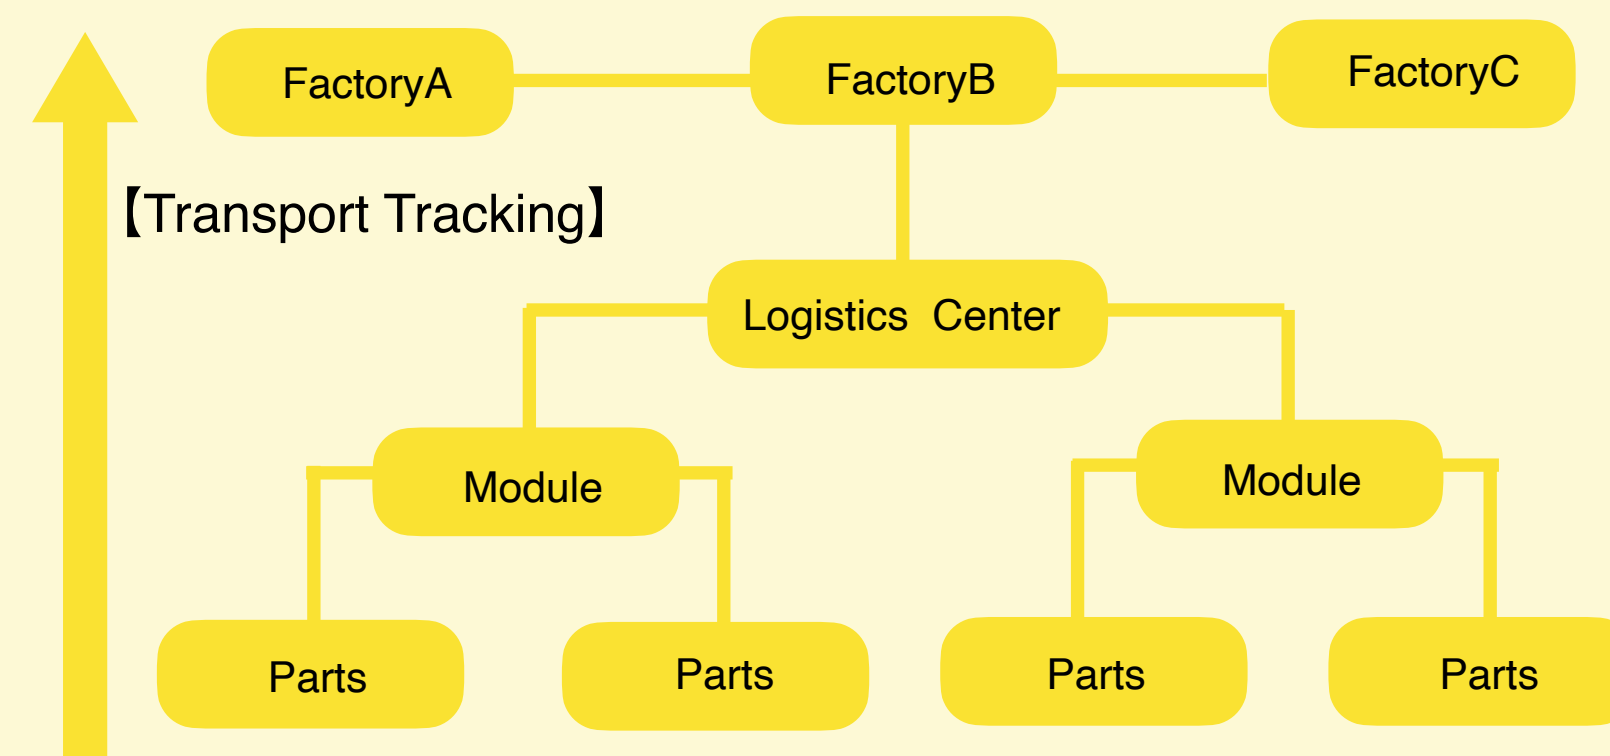 FactoryA
FactoryB
FactoryC
【Transport Tracking】
Logistics Center
Module
Module
Parts
Parts
Parts
Parts